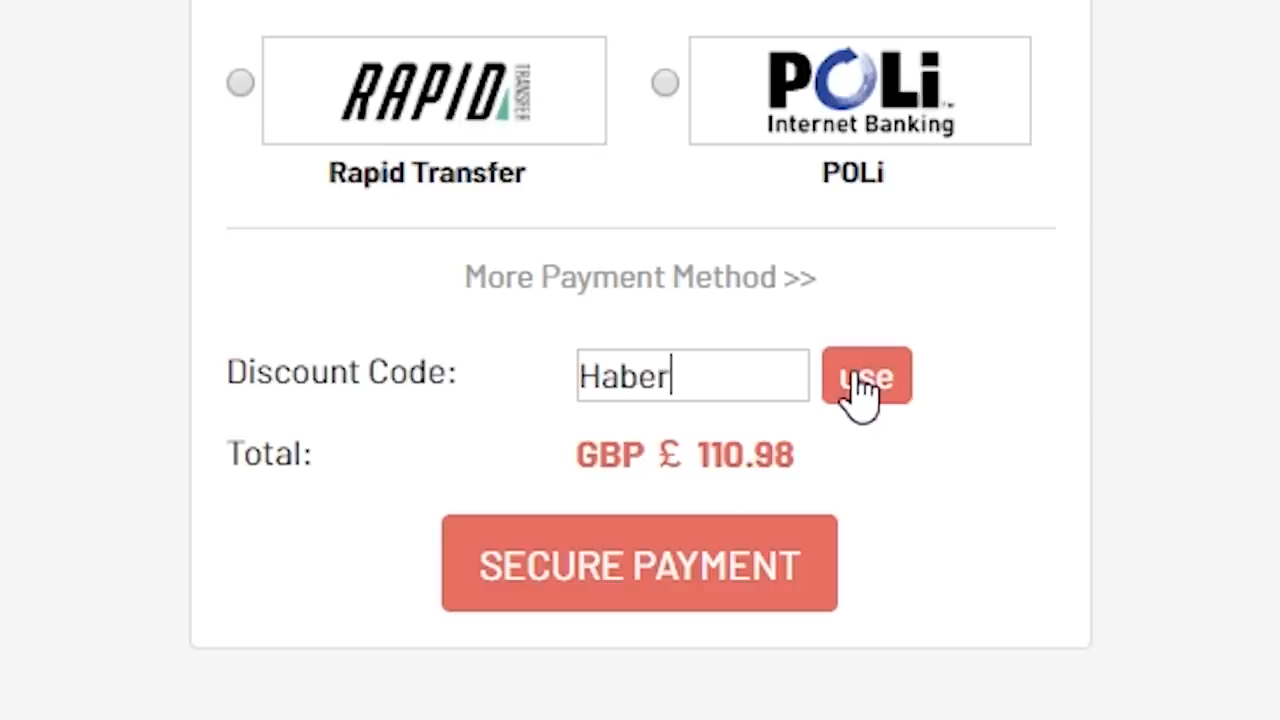 RAPID TRANSFER
POLi™
Internet Banking
Rapid Transfer
POLi
More Payment Method >>
Discount Code:
Haber
use
Total:
GBP £ 110.98
SECURE PAYMENT